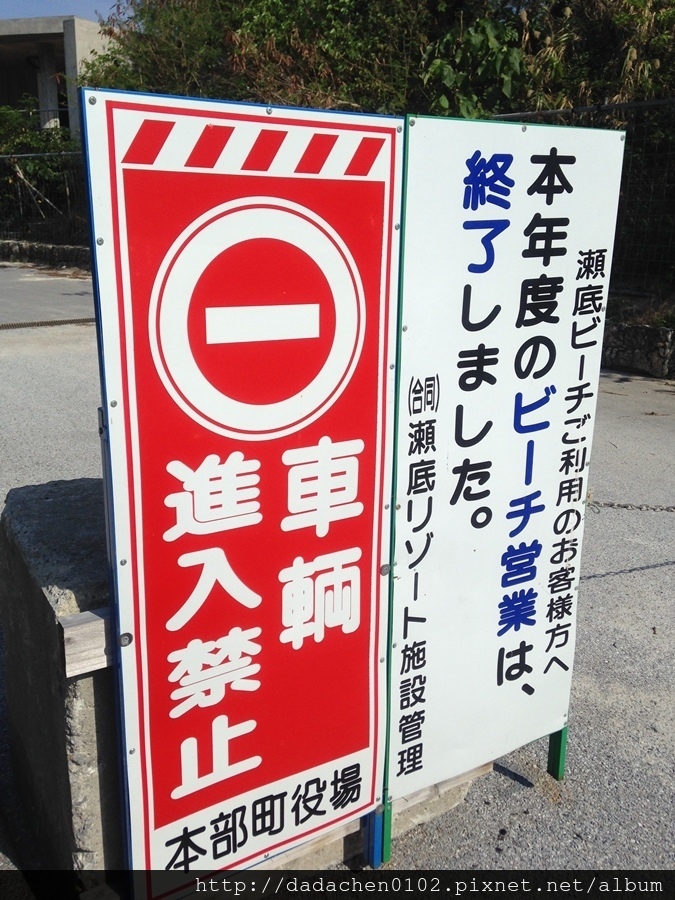 車輌
進入禁止
本部町役場
瀬底ビーチご利用のお客様方へ
本年度のビーチ営業は、
終了しました。
(合同)瀬底リゾート施設管理
http://dadachen0102.pixnet.net/album